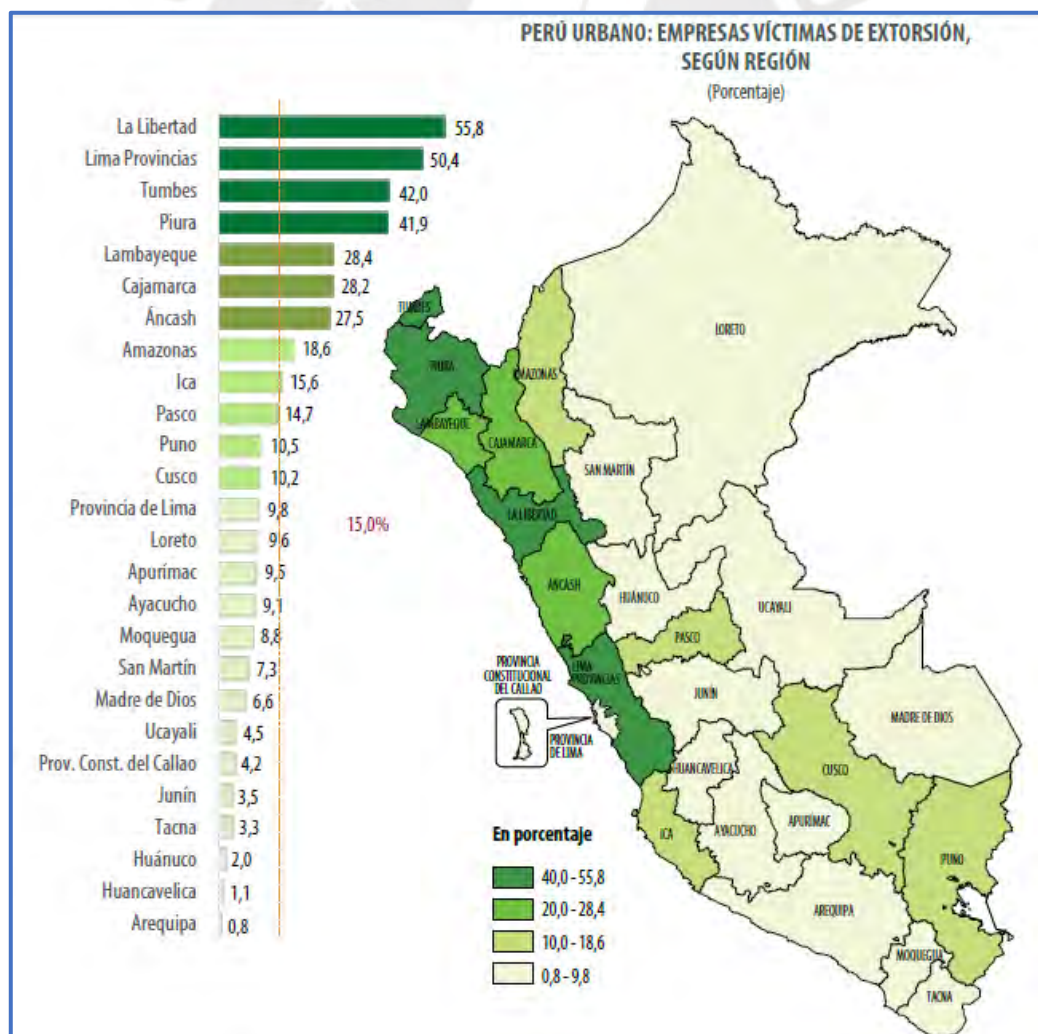 PERÚ URBANO: EMPRESAS VÍCTIMAS DE EXTORSIÓN,
SEGÚN REGIÓN
(Porcentaje)
La Libertad 55,8
Lima Provincias 50,4
Tumbes 42,0
Piura 41,9
Lambayeque 28,4
Cajamarca 28,2
Áncash 27,5
Amazonas 18,6
Ica 15,6
Pasco 14,7
Puno 10,5
Cusco 10,2
Provincia de Lima 9,8
Loreto 9,6
Apurímac 9,5
Ayacucho 9,1
Moquegua 8,8
San Martín 7,3
Madre de Dios 6,6
Ucayali 4,5
Prov. Const. del Callao 4,2
Junín 3,5
Tacna 3,3
Huánuco 2,0
Huancavelica 1,1
Arequipa 0,8
15,0%
TUMBES
PIURA
LORETO
AMAZONAS
LAMBAYEQUE
CAJAMARCA
SAN MARTÍN
LA LIBERTAD
ÁNCASH
HUÁNUCO
UCAYALI
PASCO
LIMA
PROVINCIAS
PROVINCIA
CONSTITUCIONAL
DEL CALLAO
PROVINCIA
DE LIMA
JUNÍN
MADRE DE DIOS
HUANCAVELICA
CUSCO
ICA
AYACUCHO
APURÍMAC
PUNO
AREQUIPA
MOQUEGUA
TACNA
En porcentaje
40,0 - 55,8
20,0 - 28,4
10,0 - 18,6
0,8 - 9,8